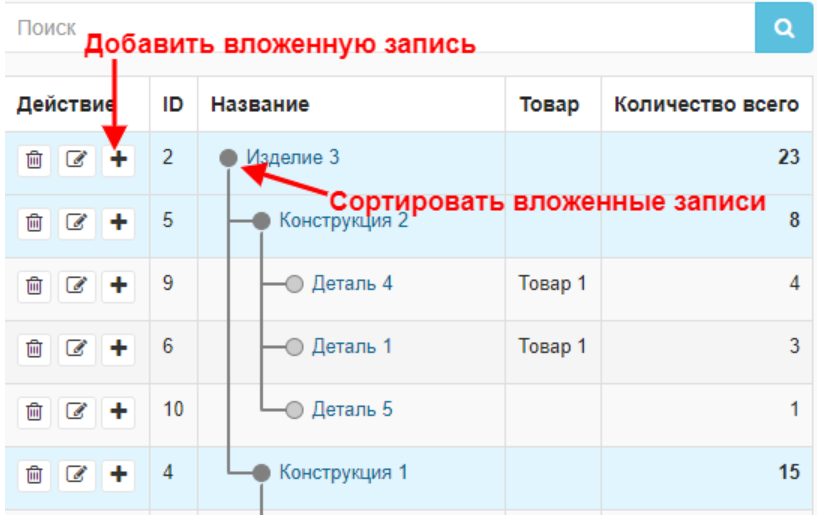 Поиск
Добавить вложенную запись
Действие ID Название Товар Количество всего
2 Изделие 3 23
Сортировать вложенные записи
5 Конструкция 2 8
9 Деталь 4 Товар 1 4
6 Деталь 1 Товар 1 3
10 Деталь 5 1
4 Конструкция 1 15